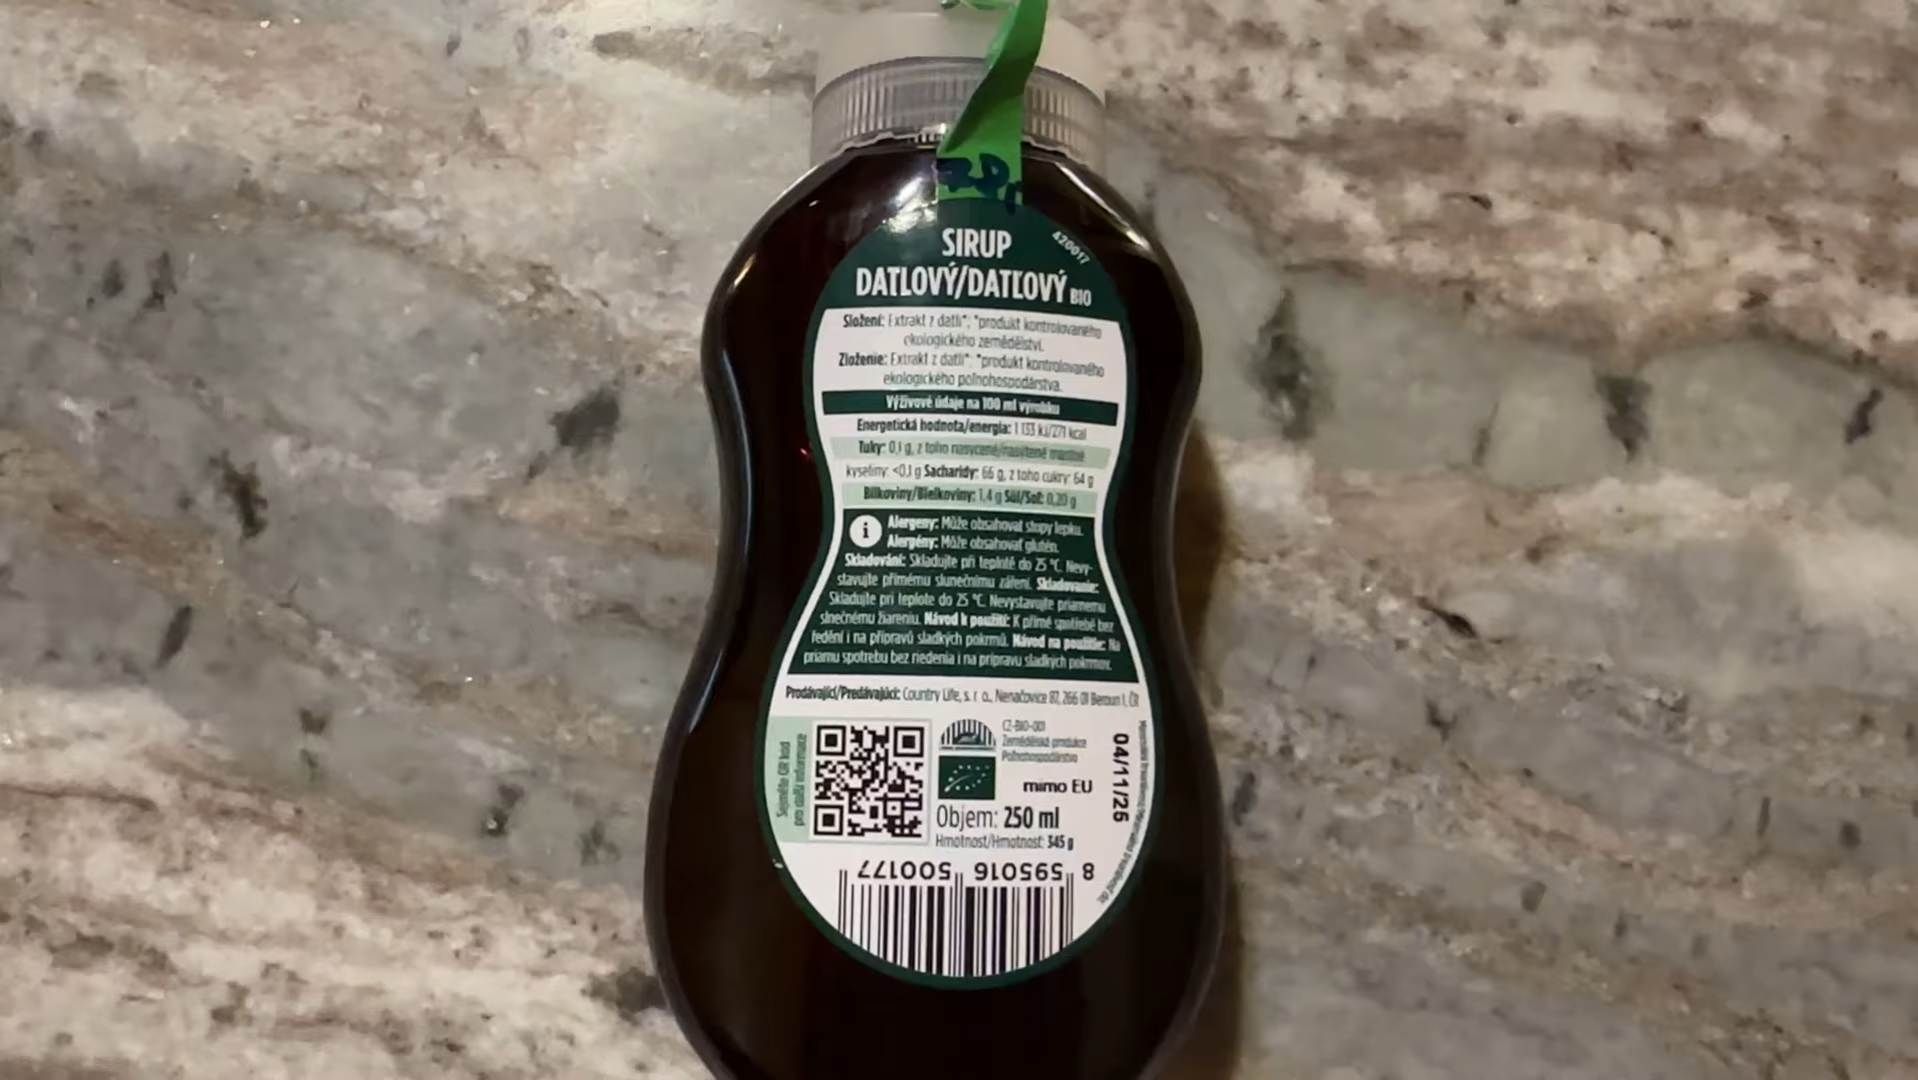 SIRUP
DATLOVÝ/DATĽOVÝ BIO
420017
Složení: Extrakt z datlí*; *produkt kontrolovaného
ekologického zemědělství.
Zloženie: Extrakt z datlí*; *produkt kontrolovaného
ekologického poľnohospodárstva.
Výživové údaje na 100 ml výrobku
Energetická hodnota/energia: 1 133 kJ/271 kcal
Tuky: 0,1 g, z toho nasycené/nasýtené mastné
kyseliny: <0,1 g Sacharidy: 66 g, z toho cukry: 64 g
Bílkoviny/Bielkoviny: 1,4 g Sůl/Soľ: 0,20 g
i
Alergeny: Může obsahovat stopy lepku.
Alergény: Môže obsahovať glutén.
Skladování: Skladujte při teplotě do 25 °C. Nevy-
stavujte přímému slunečnímu záření. Skladovanie:
Skladujte pri teplote do 25 °C. Nevystavujte priamemu
slnečnému žiareniu. Návod k použití: K přímé spotřebě bez
ředění i na přípravu sladkých pokrmů. Návod na použitie: Na
priamu spotrebu bez riedenia i na prípravu sladkých pokrmov.
Prodávající/Predávajúci: Country Life, s. r. o., Nenačovice 87, 266 01 Beroun 1, ČR
Sejměte QR kód
pro další informace
CZ-BIO-001
Zemědělská produkce
Poľnohospodárstvo
mimo EU
04/11/25
Objem: 250 ml
Hmotnost/Hmotnosť: 345 g
8 595016 500177